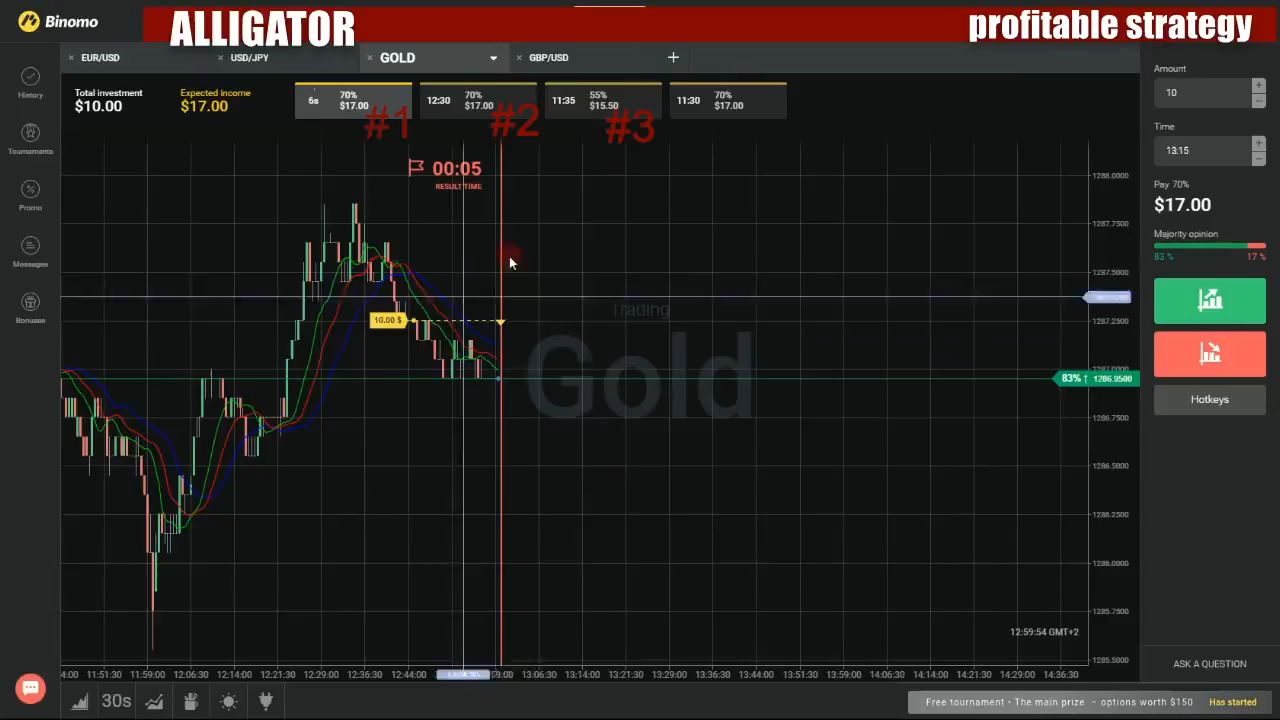 Binomo
ALLIGATOR
profitable strategy
EUR/USD
USD/JPY
GOLD
GBP/USD
Total investment
$10.00
Expected income
$17.00
6s 70% $17.00
12:30 70% $17.00
11:35 55% $15.50
11:30 70% $17.00
#1
#2
#3
History
Tournaments
Promo
Messages
Bonuses
00:05
RESULT TIME
10.00 $
Trading
Gold
1288.0000
1287.7500
1287.5000
1287.2500
1287.0000
83% ↑ 1286.9500
1286.7500
1286.5000
1286.2500
1286.0000
1285.7500
1285.5000
12:59:54 GMT+2
4:00 11:51:30 11:59:00 12:06:30 12:14:00 12:21:30 12:29:00 12:36:30 12:44:00 13:06:30 13:14:00 13:21:30 13:29:00 13:36:30 13:44:00 13:51:30 13:59:00 14:06:30 14:14:00 14:21:30 14:29:00 14:36:30
Amount
10
Time
13:15
Pay 70%
$17.00
Majority opinion
83 % 17 %
Hotkeys
ASK A QUESTION
30s
Free tournament · The main prize – options worth $150 Has started